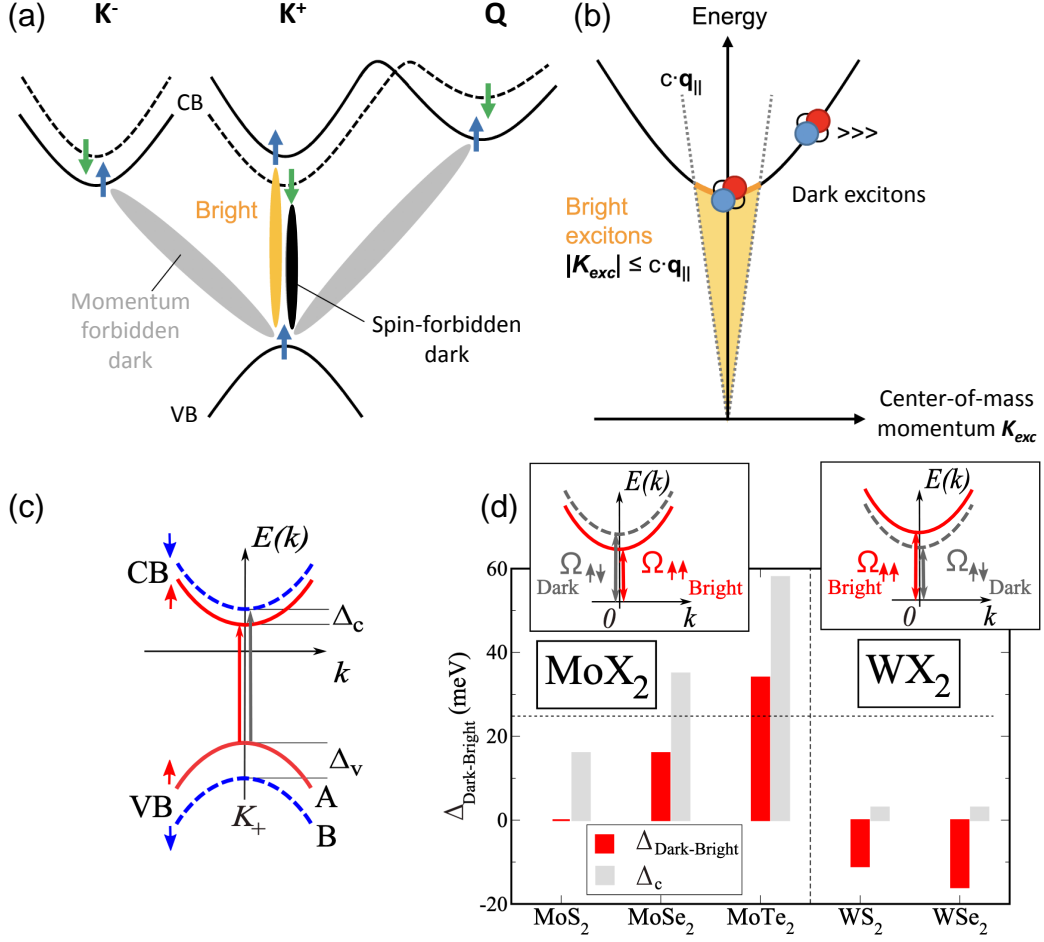 (a)
K-
K+
Q
CB
Bright
Momentum
forbidden
dark
Spin-forbidden
dark
VB
(b)
Energy
c·q||
>>>
Dark excitons
Bright
excitons
|Kexc| ≤ c·q||
Center-of-mass
momentum Kexc
(c)
E(k)
CB
Δc
k
Δv
VB
A
K+
B
(d)
E(k)
Ω
Dark
Ω
Bright
0
k
E(k)
Ω
Bright
Ω
Dark
0
k
MoX2
WX2
ΔDark-Bright (meV)
60
40
20
0
-20
ΔDark-Bright
Δc
MoS2
MoSe2
MoTe2
WS2
WSe2